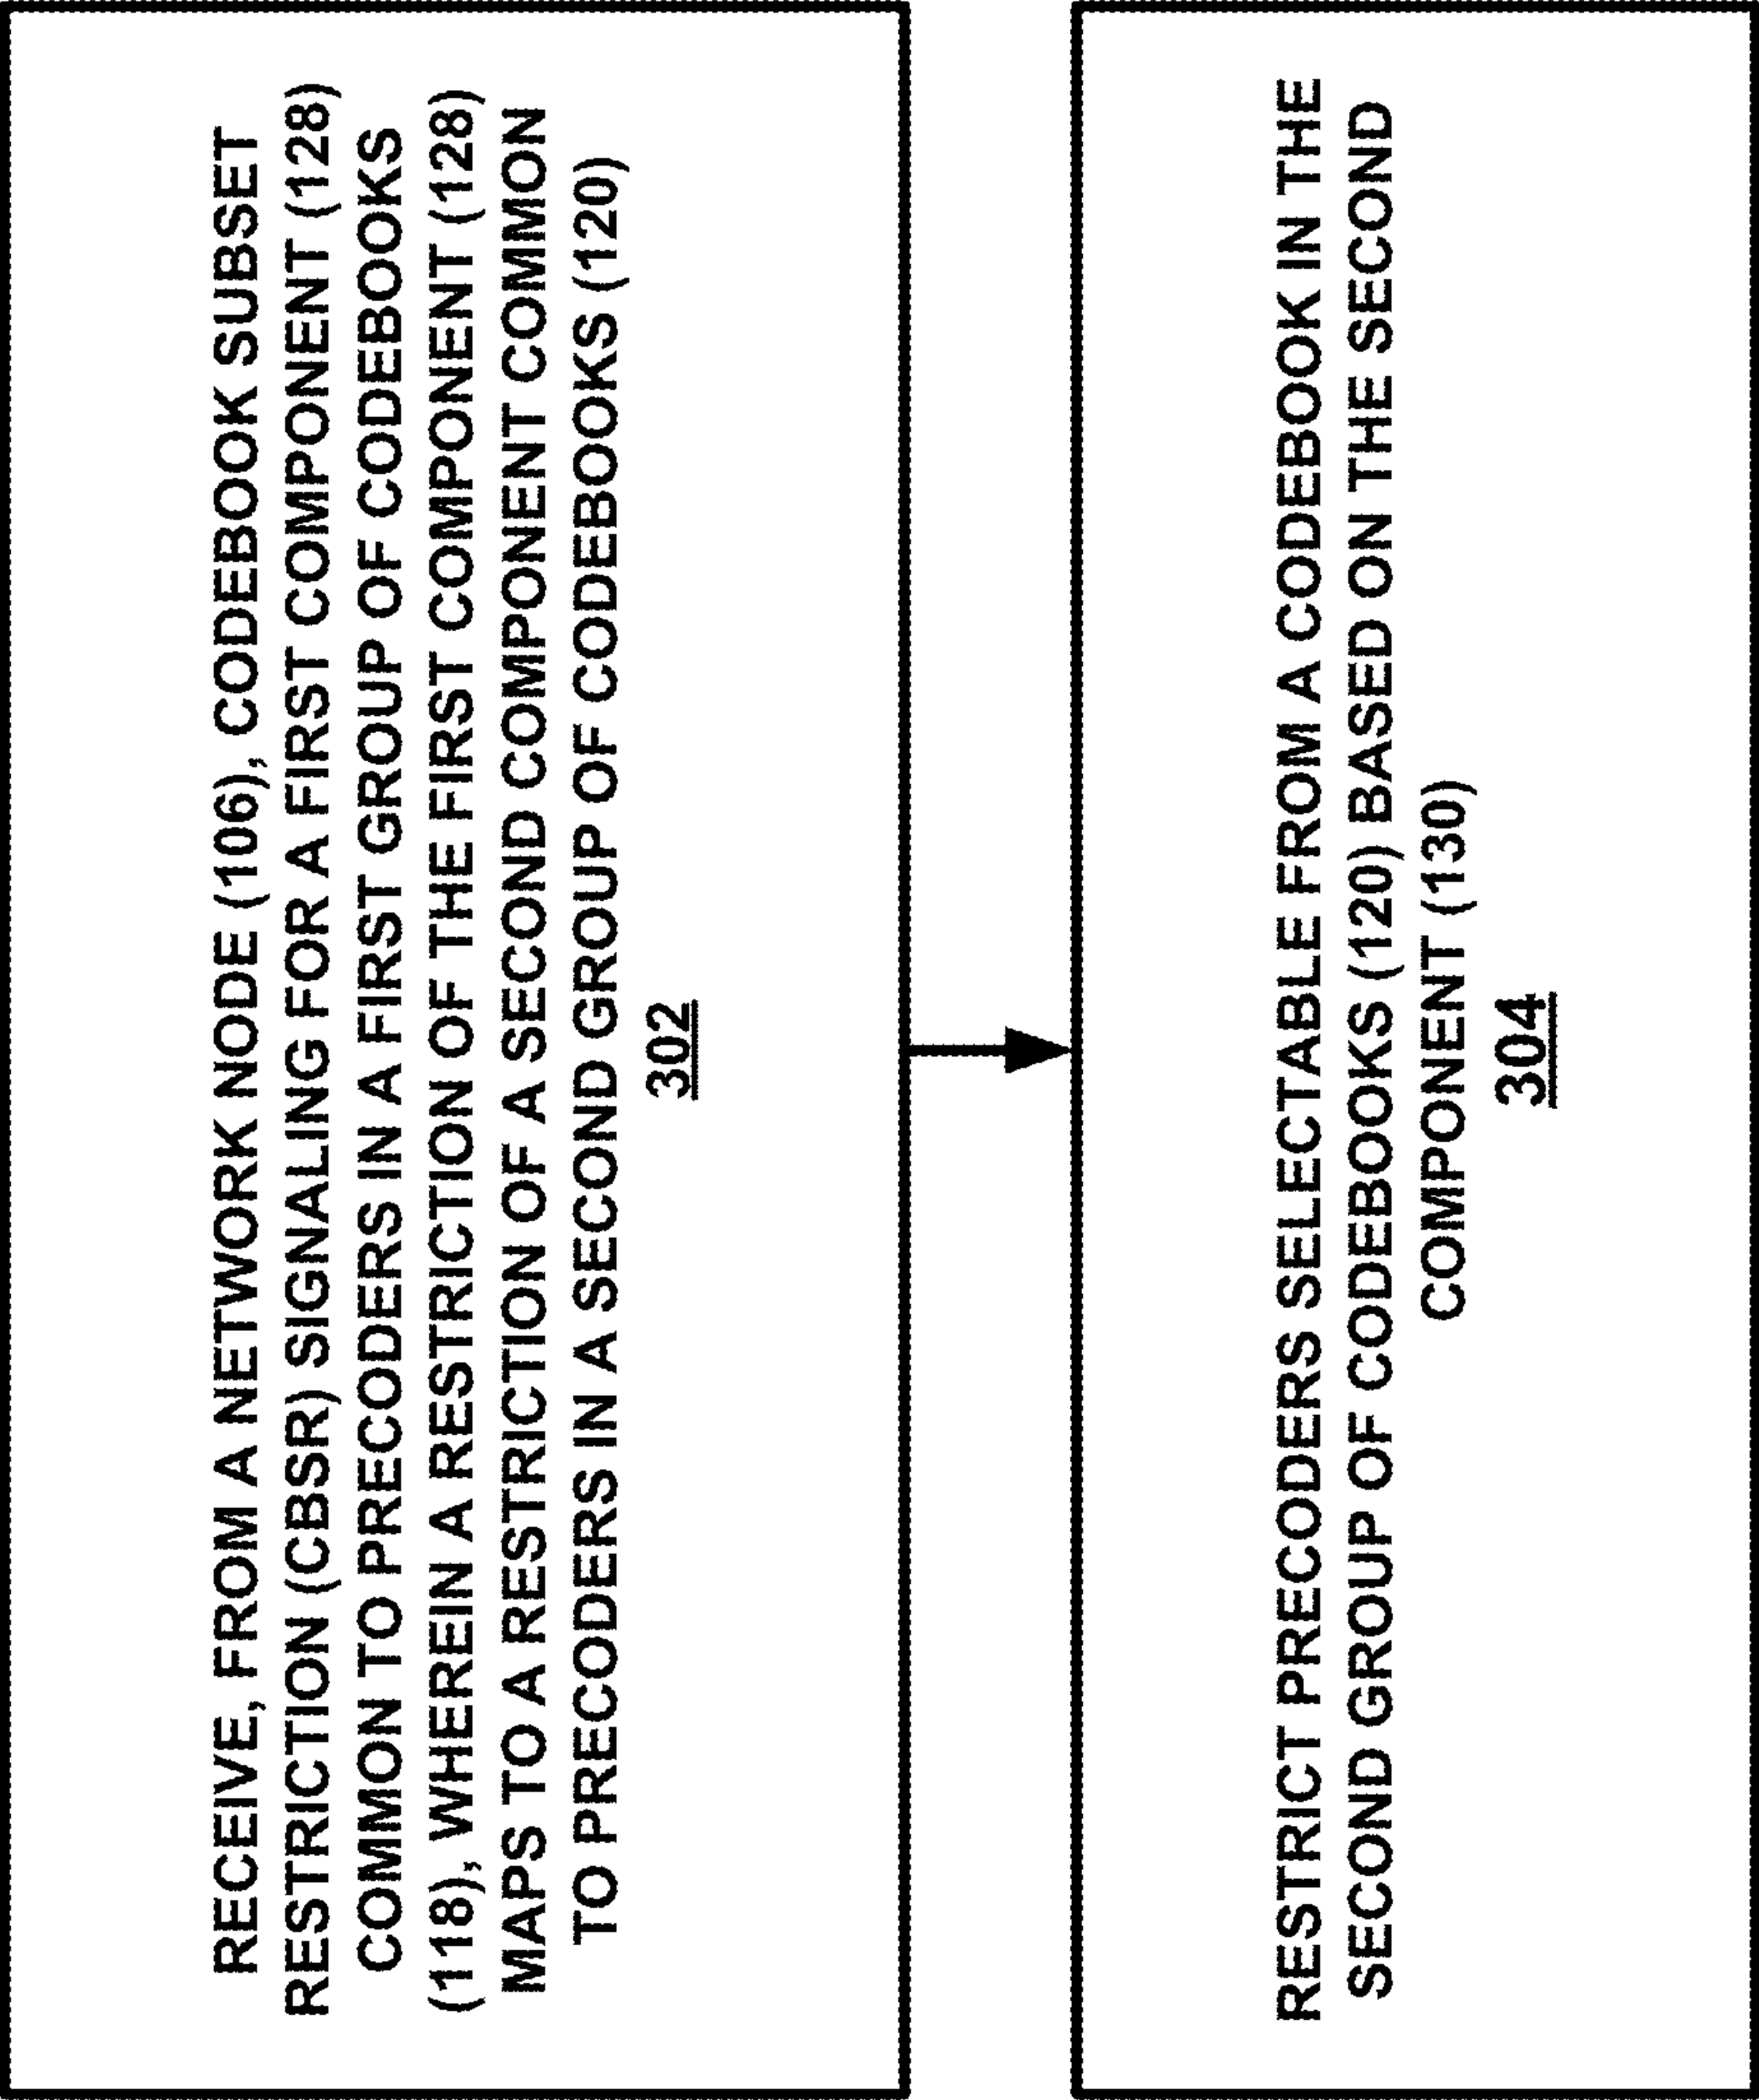 RECEIVE, FROM A NETWORK NODE (106), CODEBOOK SUBSET
RESTRICTION (CBSR) SIGNALING FOR A FIRST COMPONENT (128)
COMMON TO PRECODERS IN A FIRST GROUP OF CODEBOOKS
(118), WHEREIN A RESTRICTION OF THE FIRST COMPONENT (128)
MAPS TO A RESTRICTION OF A SECOND COMPONENT COMMON
TO PRECODERS IN A SECOND GROUP OF CODEBOOKS (120)
302
RESTRICT PRECODERS SELECTABLE FROM A CODEBOOK IN THE
SECOND GROUP OF CODEBOOKS (120) BASED ON THE SECOND
COMPONENT (130)
304